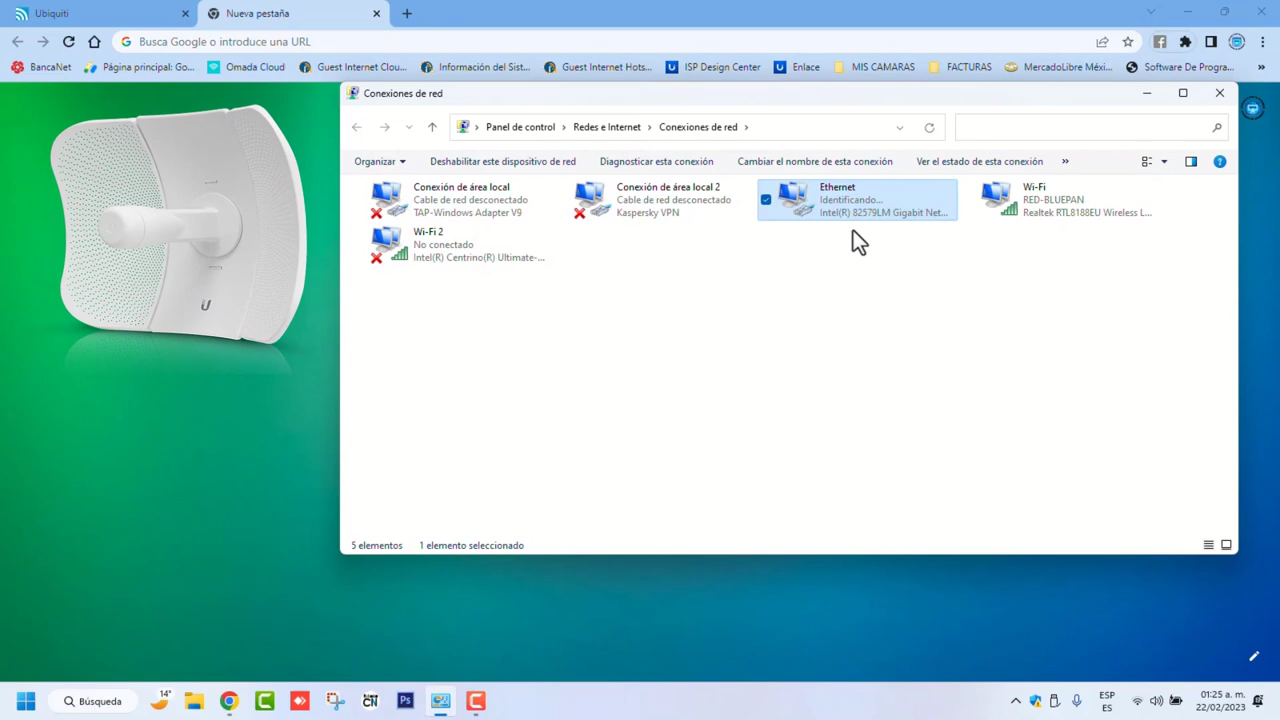 Ubiquiti
Nueva pestaña
Busca Google o introduce una URL
BancaNet
Página principal: Go...
Omada Cloud
Guest Internet Clou...
Información del Sist...
Guest Internet Hots...
ISP Design Center
Enlace
MIS CAMARAS
FACTURAS
MercadoLibre Méxi...
Software De Progra...
»
Conexiones de red
Panel de control > Redes e Internet > Conexiones de red >
Organizar
Deshabilitar este dispositivo de red
Diagnosticar esta conexión
Cambiar el nombre de esta conexión
Ver el estado de esta conexión
»
Conexión de área local
Cable de red desconectado
TAP-Windows Adapter V9
Conexión de área local 2
Cable de red desconectado
Kaspersky VPN
Ethernet
Identificando...
Intel(R) 82579LM Gigabit Net...
Wi-Fi
RED-BLUEPAN
Realtek RTL8188EU Wireless L...
Wi-Fi 2
No conectado
Intel(R) Centrino(R) Ultimate-...
5 elementos
1 elemento seleccionado
14°
Búsqueda
CN
Ps
ESP
ES
01:25 a. m.
22/02/2023